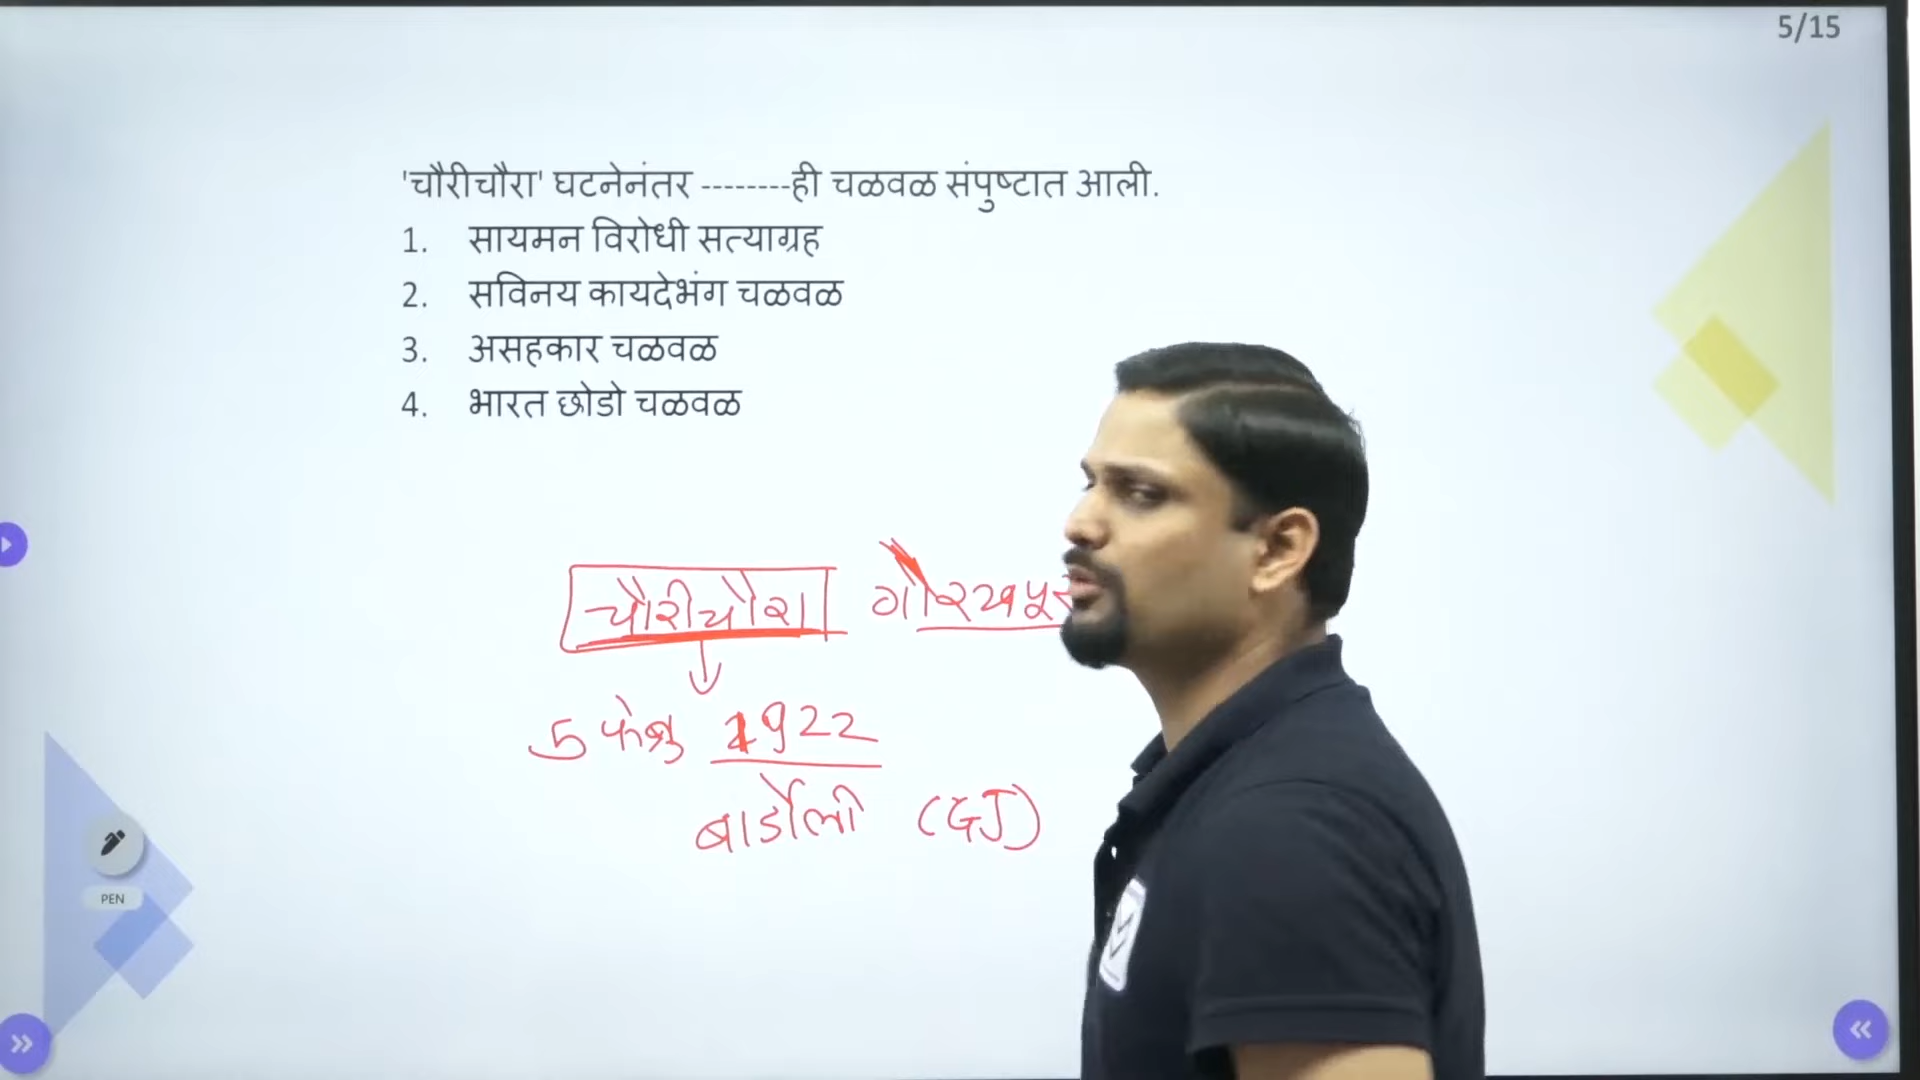 5/15
'चौरीचौरा' घटनेनंतर --------ही चळवळ संपुष्टात आली.
1. सायमन विरोधी सत्याग्रह
2. सविनय कायदेभंग चळवळ
3. असहकार चळवळ
4. भारत छोडो चळवळ
चौरीचौरा
5 फेब्रु 1922
बार्डोली (GJ)
PEN